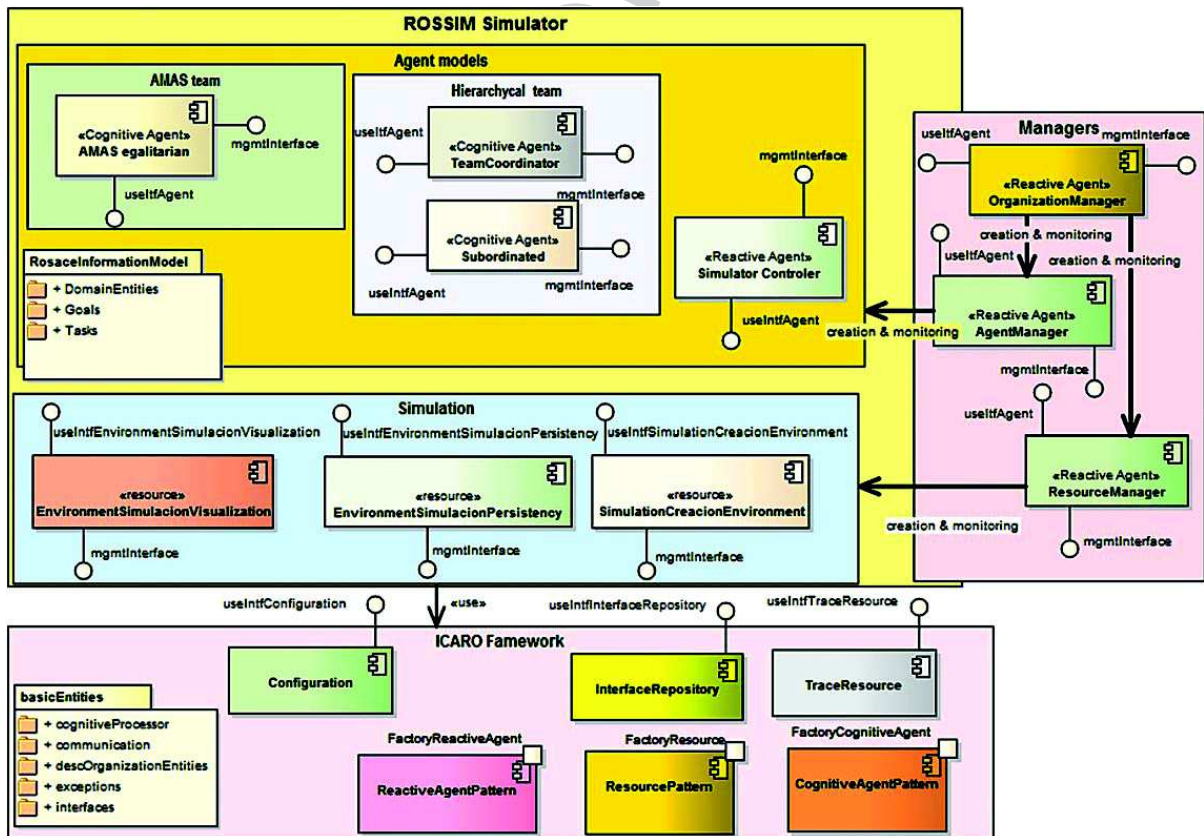 ROSSIM Simulator
Agent models
AMAS team
«Cognitive Agent»
AMAS egalitarian
mgmtInterface
useItfAgent
Hierarchycal team
useItfAgent
«Cognitive Agent»
TeamCoordinator
mgmtInterface
«Cognitive Agent»
Subordinated
useIntfAgent
mgmtInterface
mgmtInterface
«Reactive Agent»
Simulator Controler
useIntfAgent
RosaceInformationModel
+ DomainEntities
+ Goals
+ Tasks
Managers
useItfAgent
mgmtInterface
«Reactive Agent»
OrganizationManager
creation & monitoring
useItfAgent
creation & monitoring
«Reactive Agent»
AgentManager
creation & monitoring
mgmtInterface
useItfAgent
«Reactive Agent»
ResourceManager
creation & monitoring
mgmtInterface
Simulation
useIntfEnvironmentSimulacionVisualization
useIntfEnvironmentSimulacionPersistency
useIntfSimulationCreacionEnvironment
«resource»
EnvironmentSimulacionVisualization
«resource»
EnvironmentSimulacionPersistency
«resource»
SimulationCreacionEnvironment
mgmtInterface
mgmtInterface
mgmtInterface
useIntfConfiguration
«use»
useIntfInterfaceRepository
useIntfTraceResource
ICARO Famework
Configuration
InterfaceRepository
TraceResource
basicEntities
+ cognitiveProcessor
+ communication
+ descOrganizationEntities
+ exceptions
+ interfaces
FactoryReactiveAgent
ReactiveAgentPattern
FactoryResource
ResourcePattern
FactoryCognitiveAgent
CognitiveAgentPattern